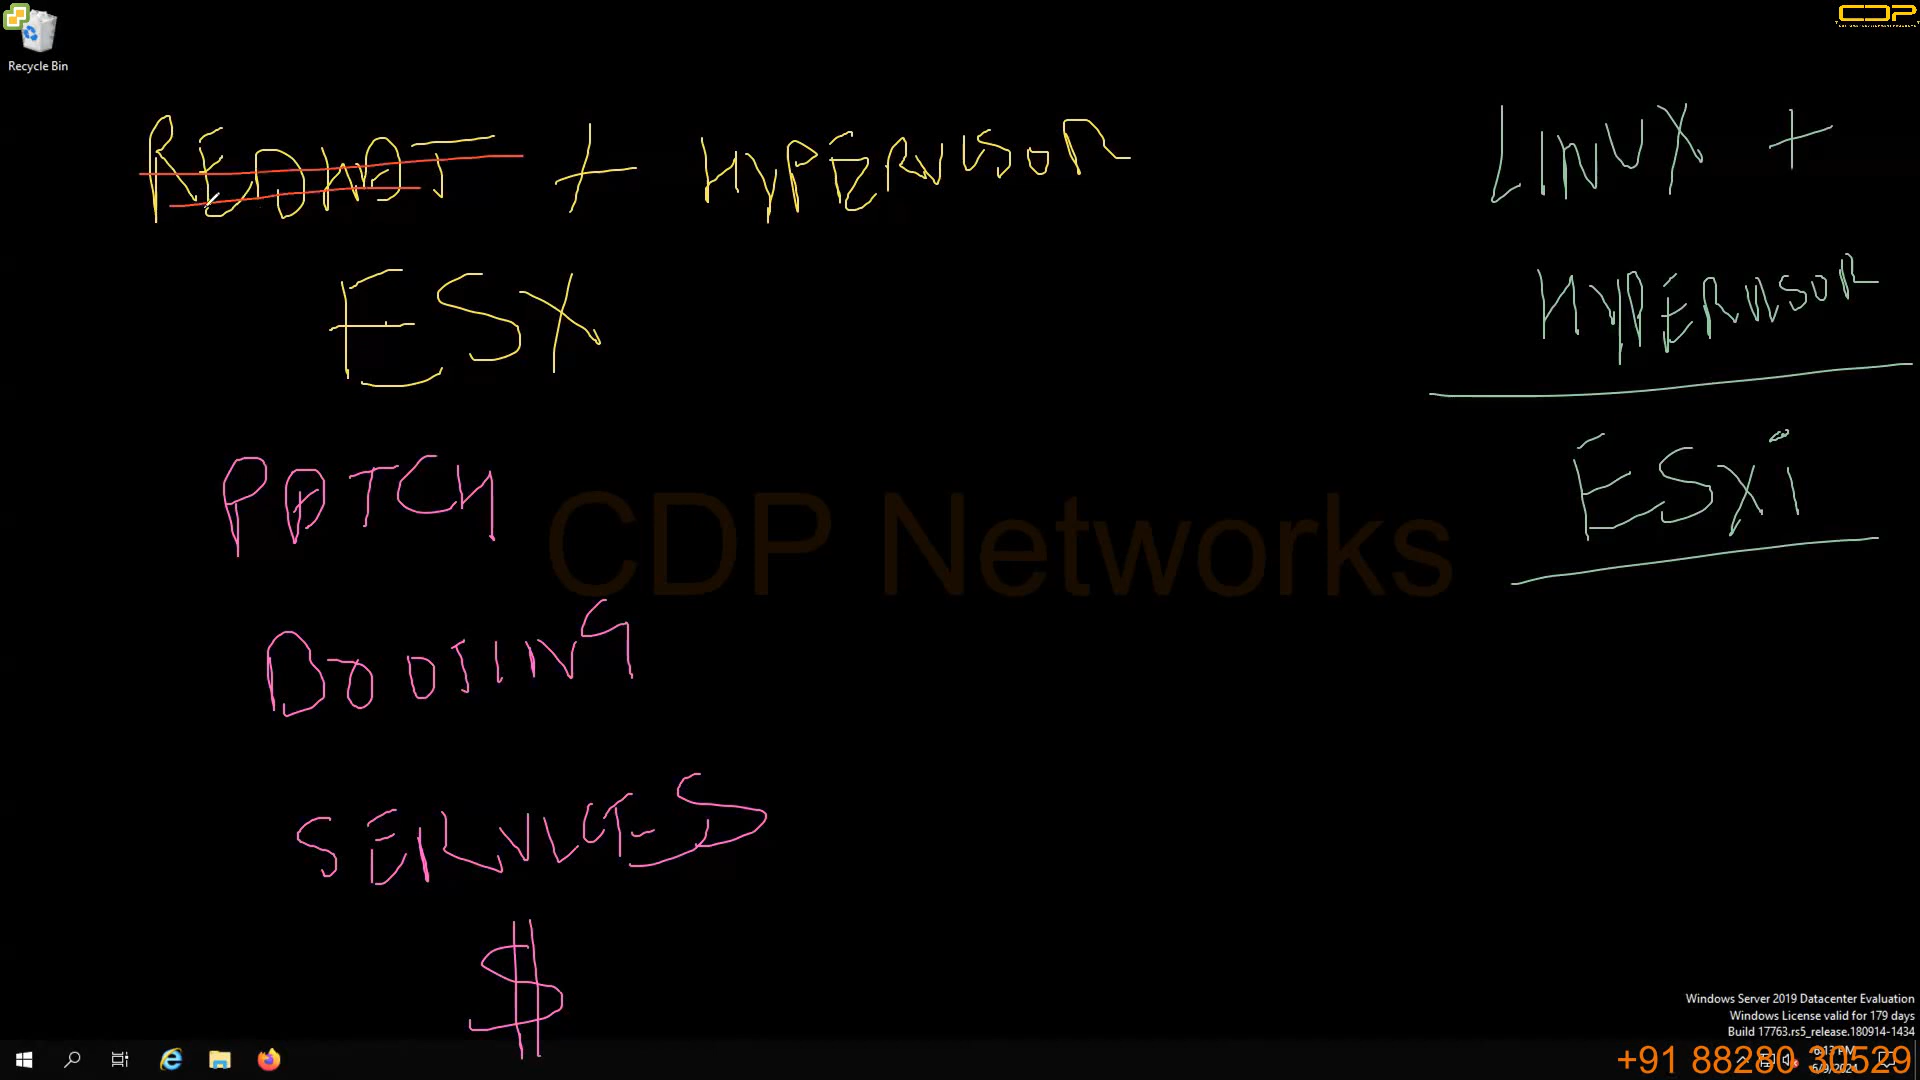 CDP
Recycle Bin
REDHAT + HYPERVISOR
ESX
PATCH
BOOTING
SERVICES
$
LINUX +
HYPERVISOR
ESXi
CDP Networks
Windows Server 2019 Datacenter Evaluation
Windows License valid for 179 days
Build 17763.rs5_release.180914-1434
+91 88280 30529